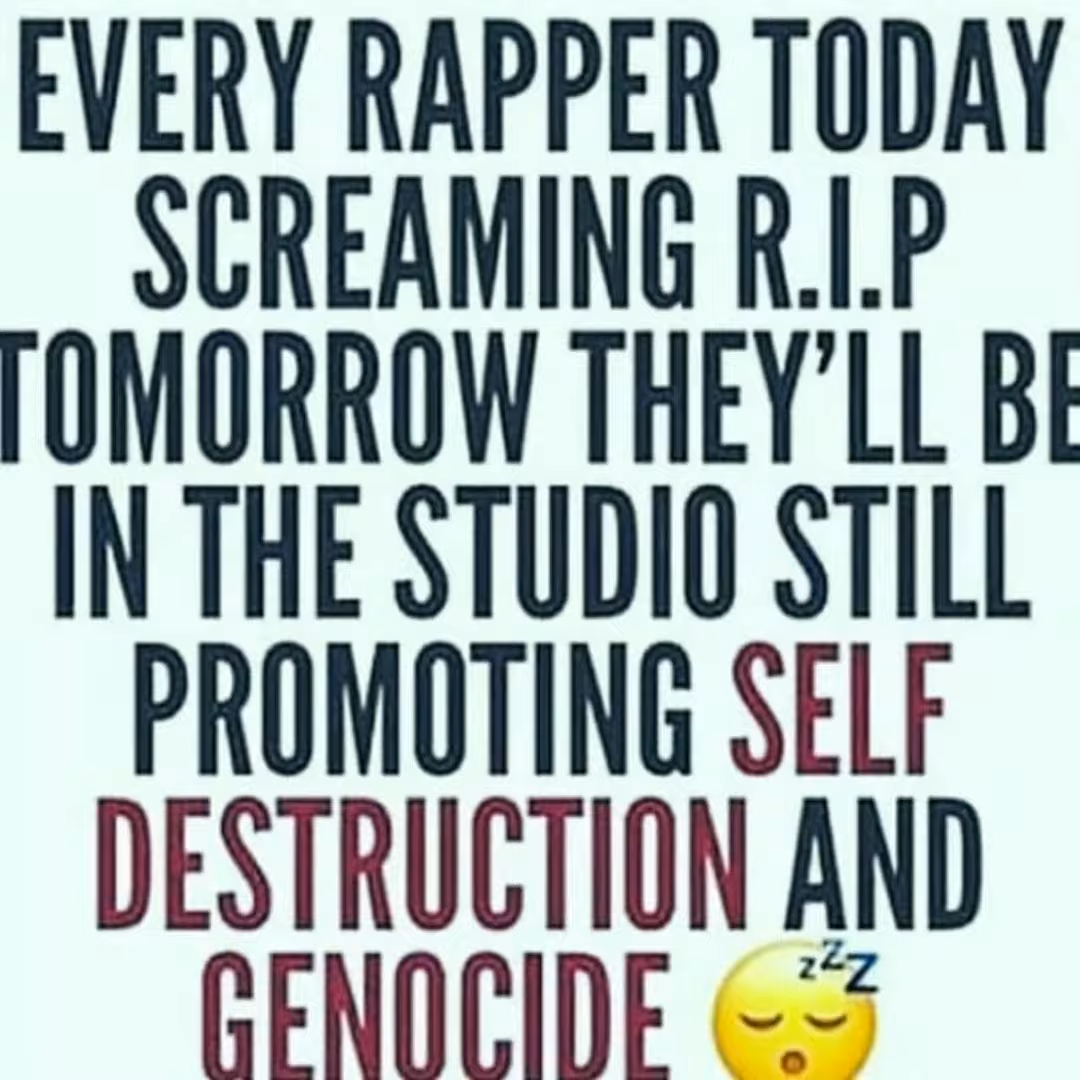 EVERY RAPPER TODAY
SCREAMING R.I.P
TOMORROW THEY'LL BE
IN THE STUDIO STILL
PROMOTING SELF
DESTRUCTION AND
GENOCIDE 😴